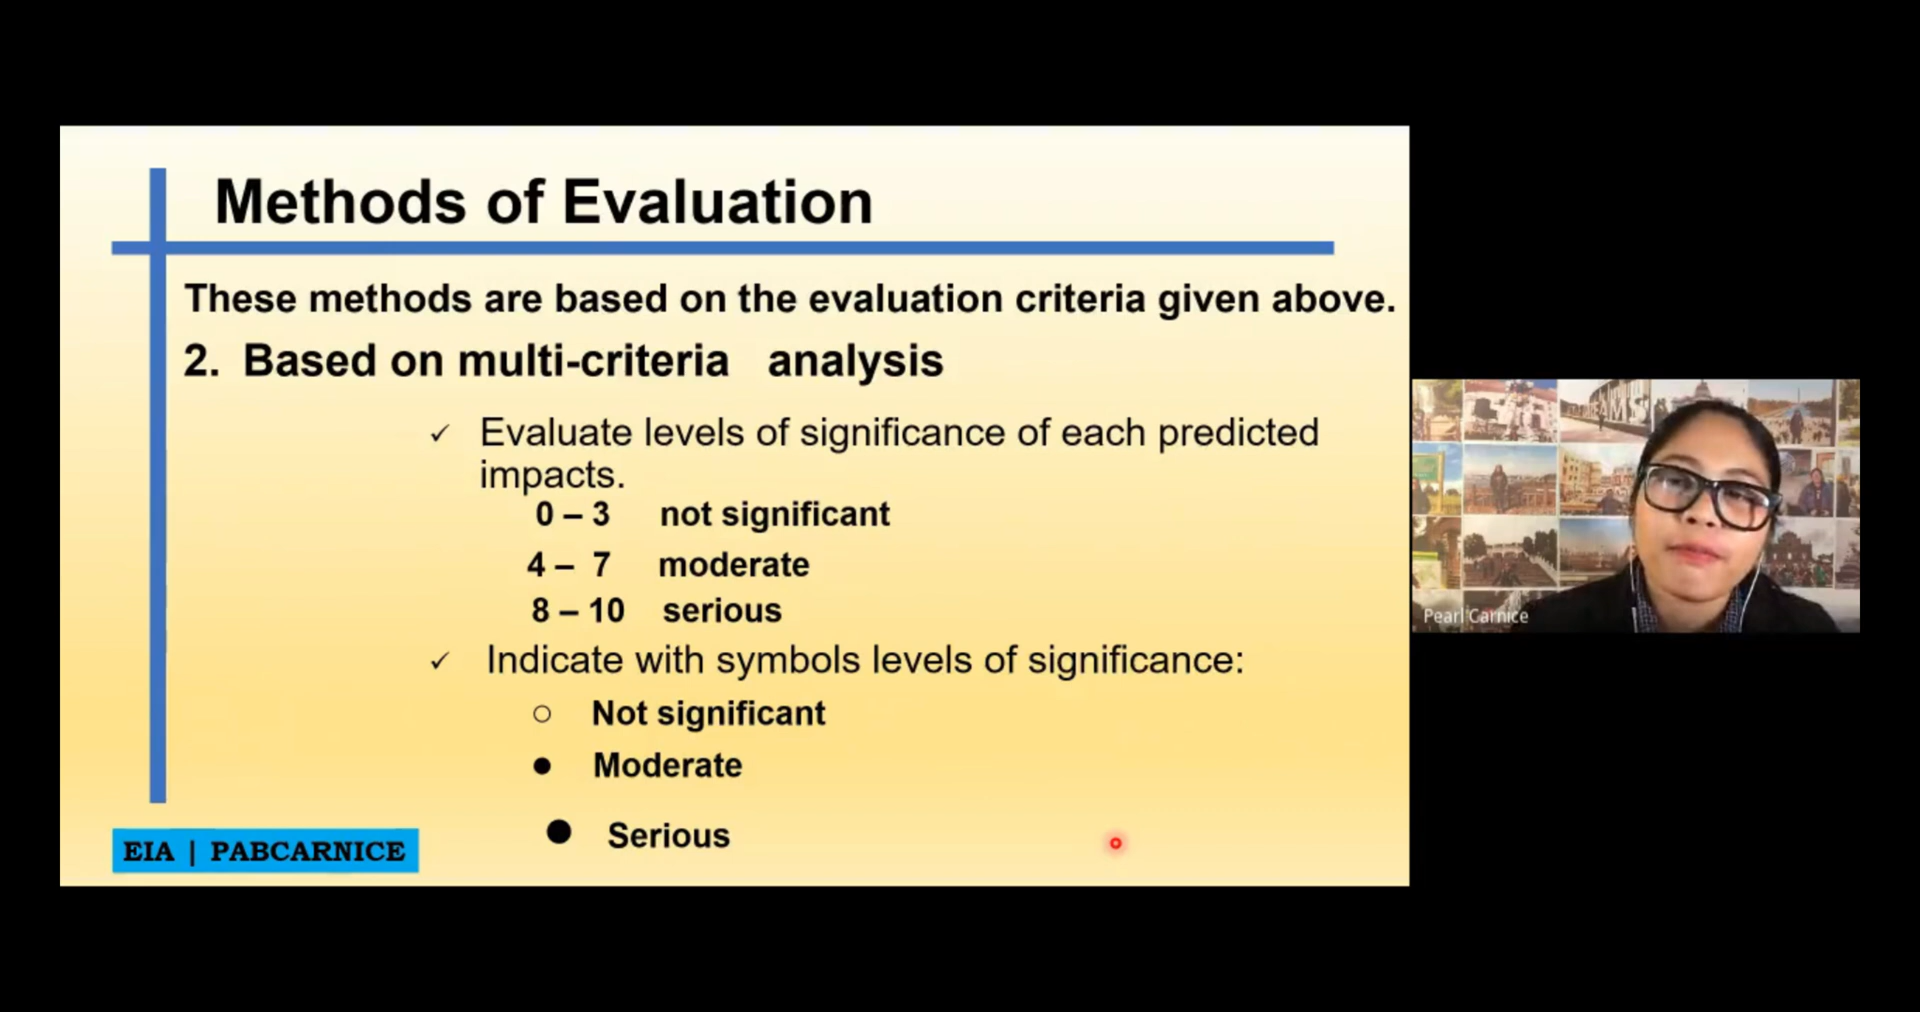 Methods of Evaluation
These methods are based on the evaluation criteria given above.
2. Based on multi-criteria analysis
✓ Evaluate levels of significance of each predicted
impacts.
0 – 3 not significant
4 – 7 moderate
8 – 10 serious
✓ Indicate with symbols levels of significance:
○ Not significant
● Moderate
● Serious
EIA | PABCARNICE
Pearl Carnice